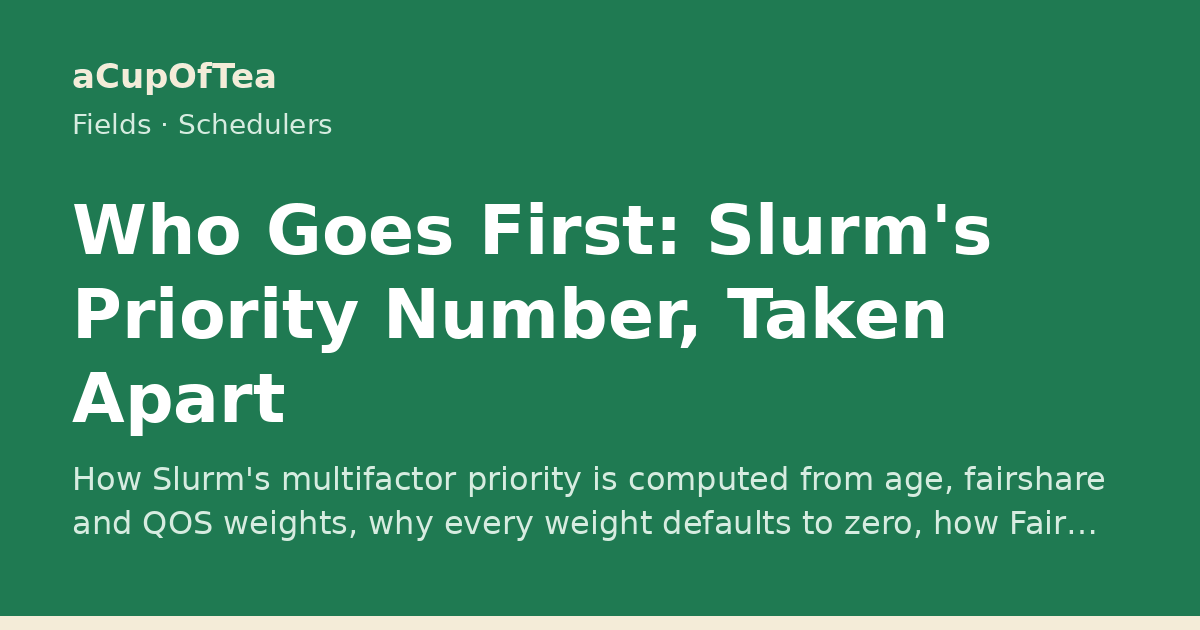 aCupOfTea
Fields · Schedulers
Who Goes First: Slurm's
Priority Number, Taken
Apart
How Slurm's multifactor priority is computed from age, fairshare
and QOS weights, why every weight defaults to zero, how Fair…